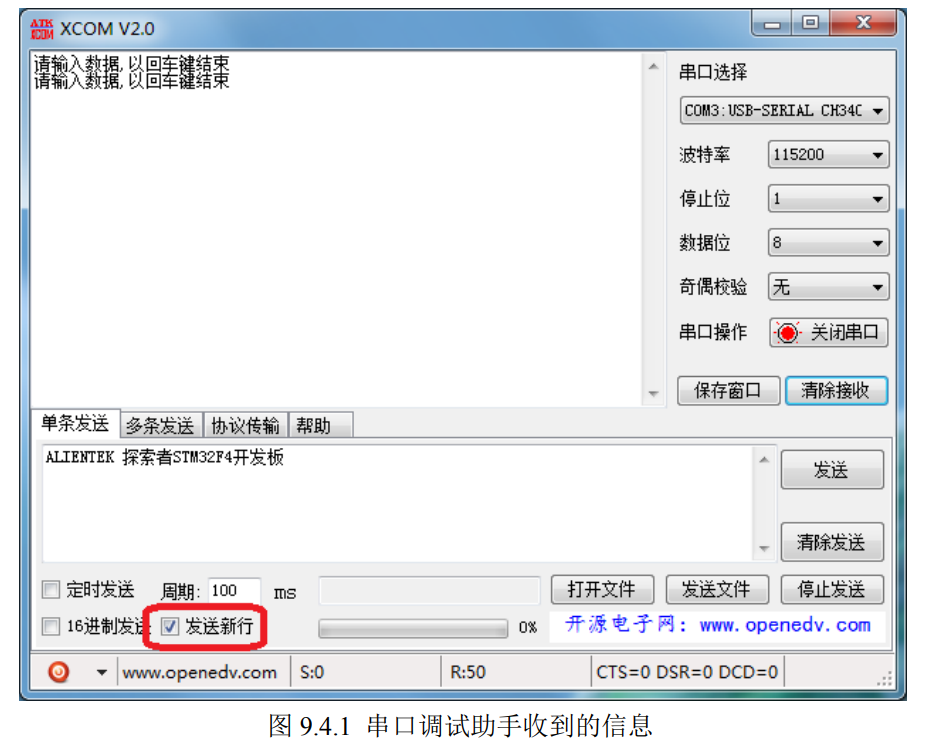 ATK
XCOM XCOM V2.0
请输入数据,以回车键结束
请输入数据,以回车键结束
串口选择
COM3:USB-SERIAL CH340
波特率 115200
停止位 1
数据位 8
奇偶校验 无
串口操作 关闭串口
保存窗口 清除接收
单条发送 多条发送 协议传输 帮助
ALIENTEK 探索者STM32F4开发板
发送
清除发送
定时发送 周期: 100 ms 打开文件 发送文件 停止发送
16进制发送 发送新行 0% 开源电子网: www.openedv.com
www.openedv.com S:0 R:50 CTS=0 DSR=0 DCD=0
图 9.4.1 串口调试助手收到的信息